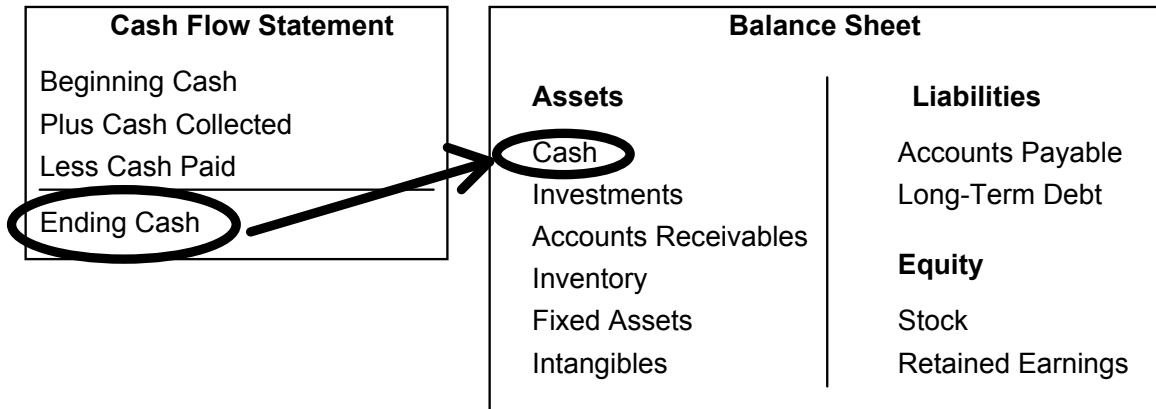 Cash Flow Statement
Beginning Cash
Plus Cash Collected
Less Cash Paid
Ending Cash
Balance Sheet
Assets
Cash
Investments
Accounts Receivables
Inventory
Fixed Assets
Intangibles
Liabilities
Accounts Payable
Long-Term Debt
Equity
Stock
Retained Earnings